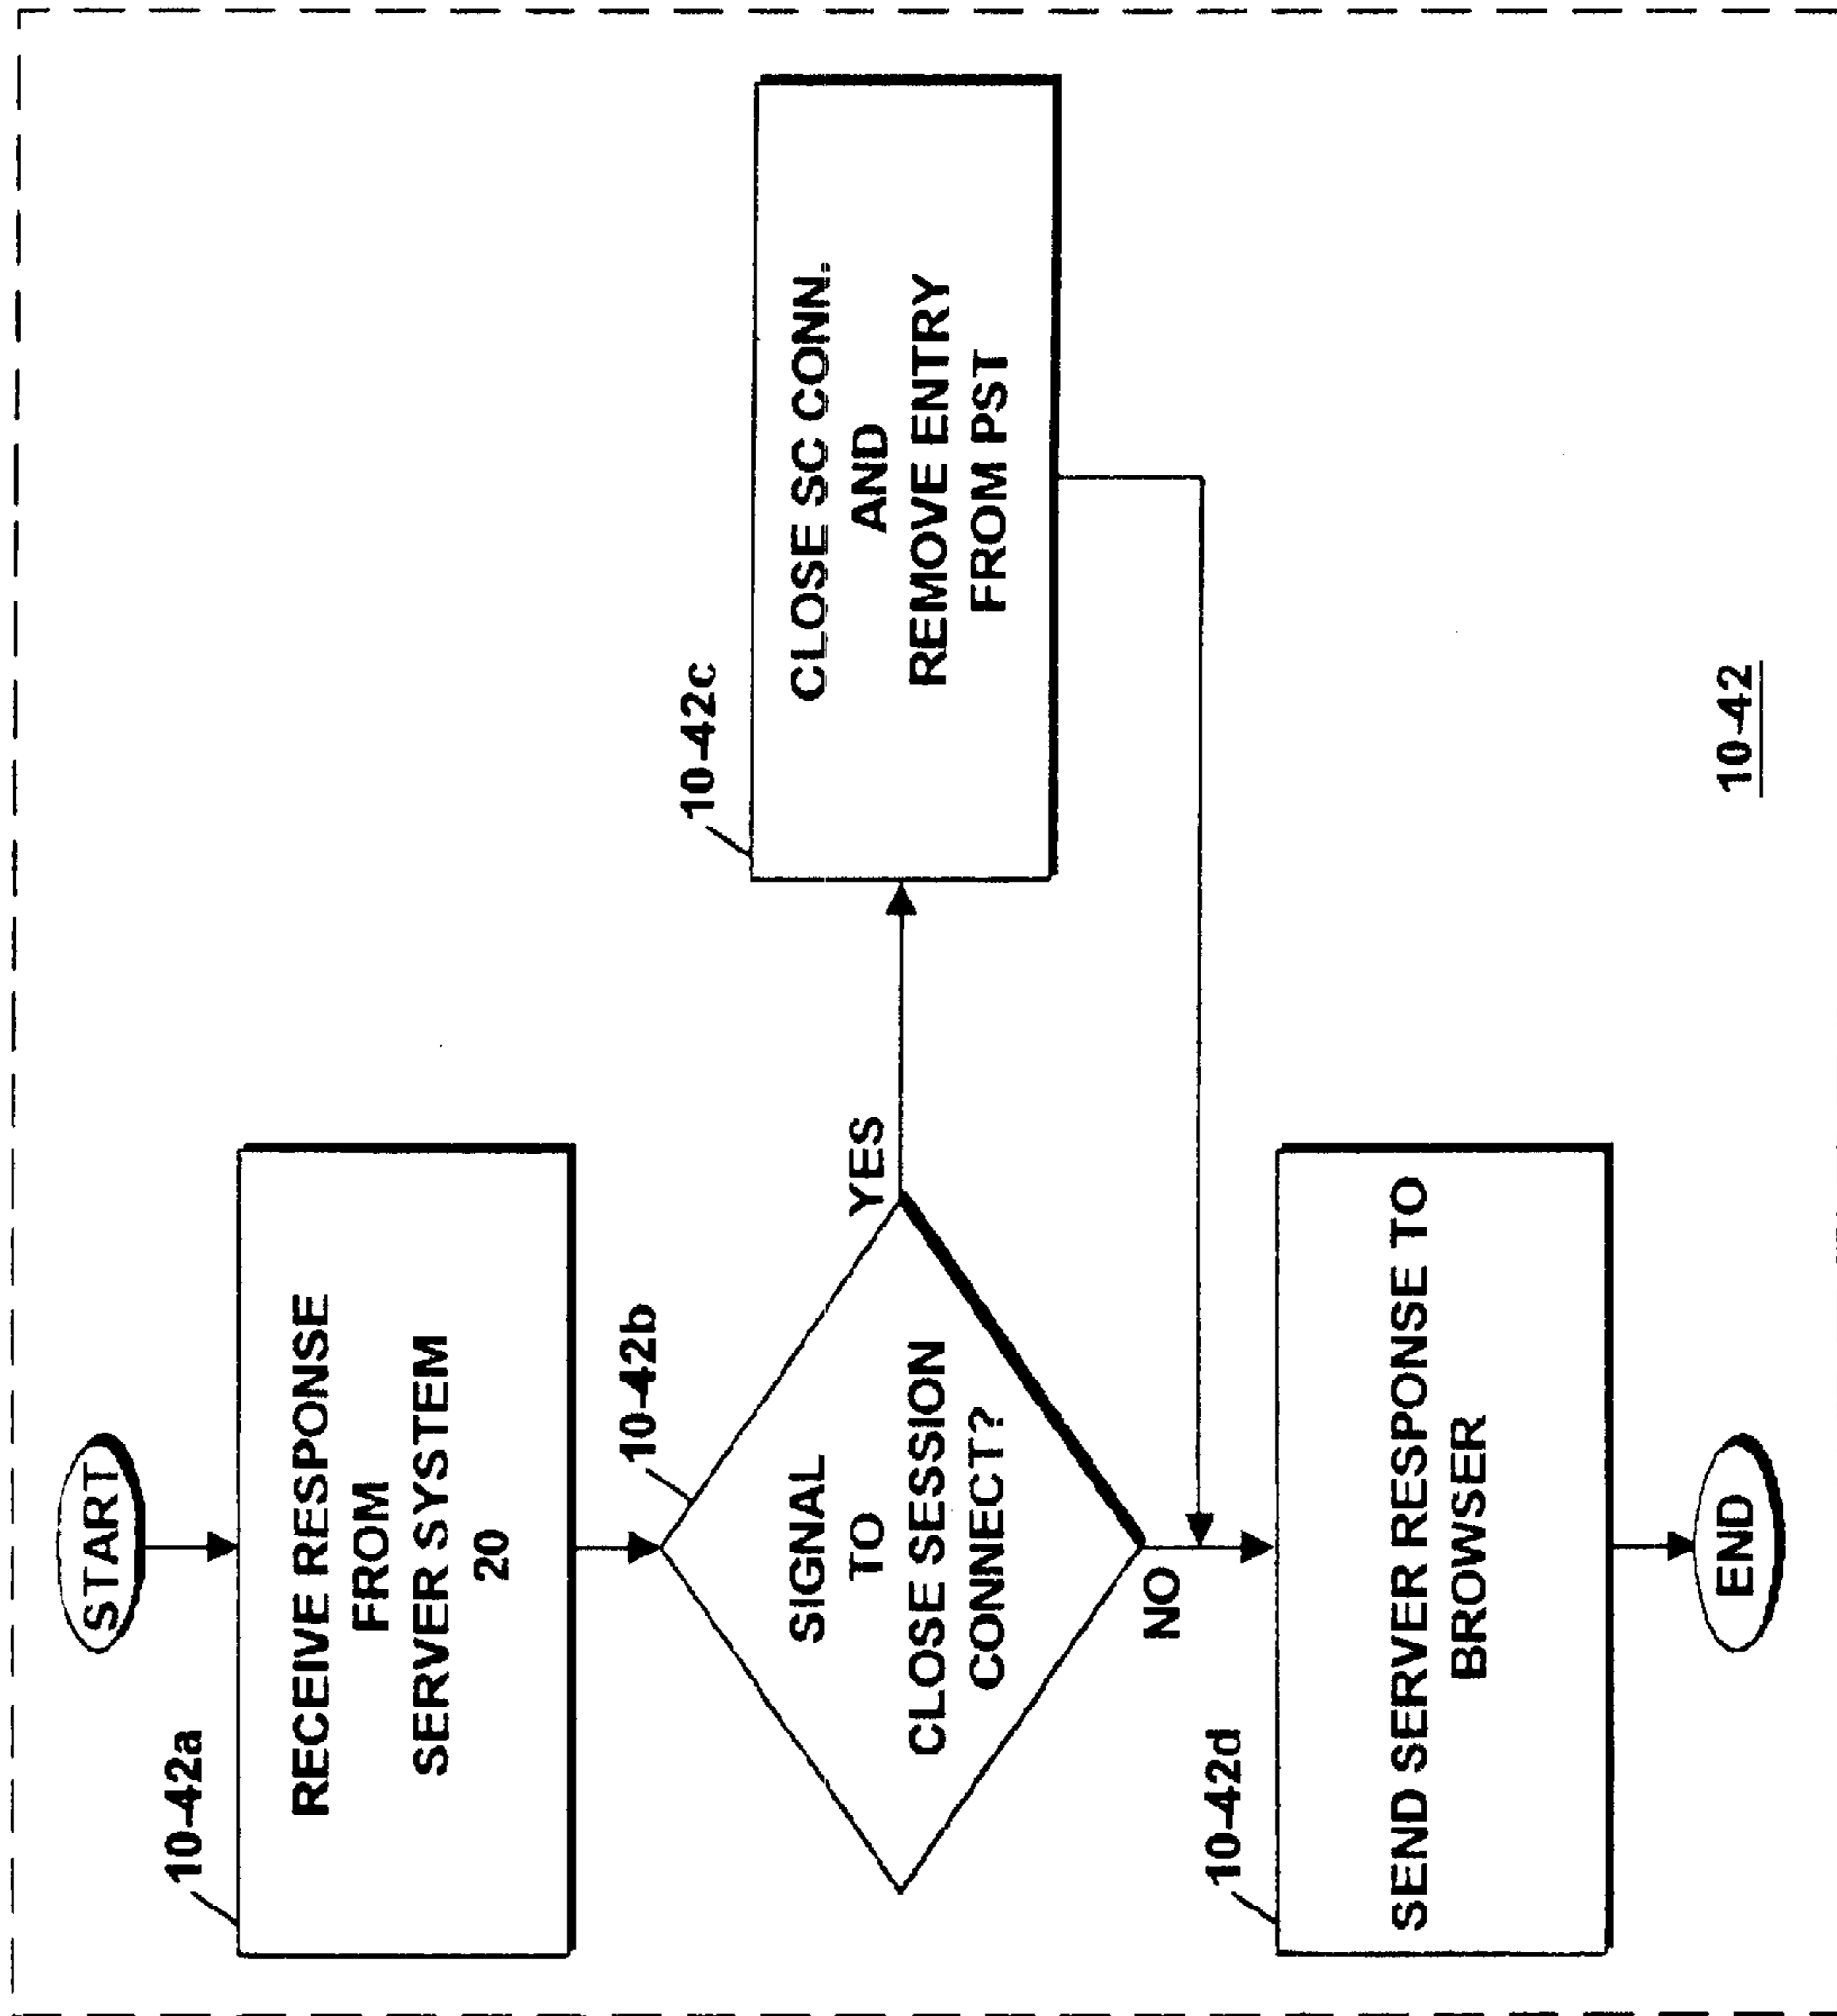 START
10-42a
RECEIVE RESPONSE
FROM
SERVER SYSTEM
20
10-42b
SIGNAL
TO
CLOSE SESSION
CONNECT?
YES
10-42c
CLOSE SC CONN.
AND
REMOVE ENTRY
FROM PST
NO
10-42d
SEND SERVER RESPONSE TO
BROWSER
END
10-42